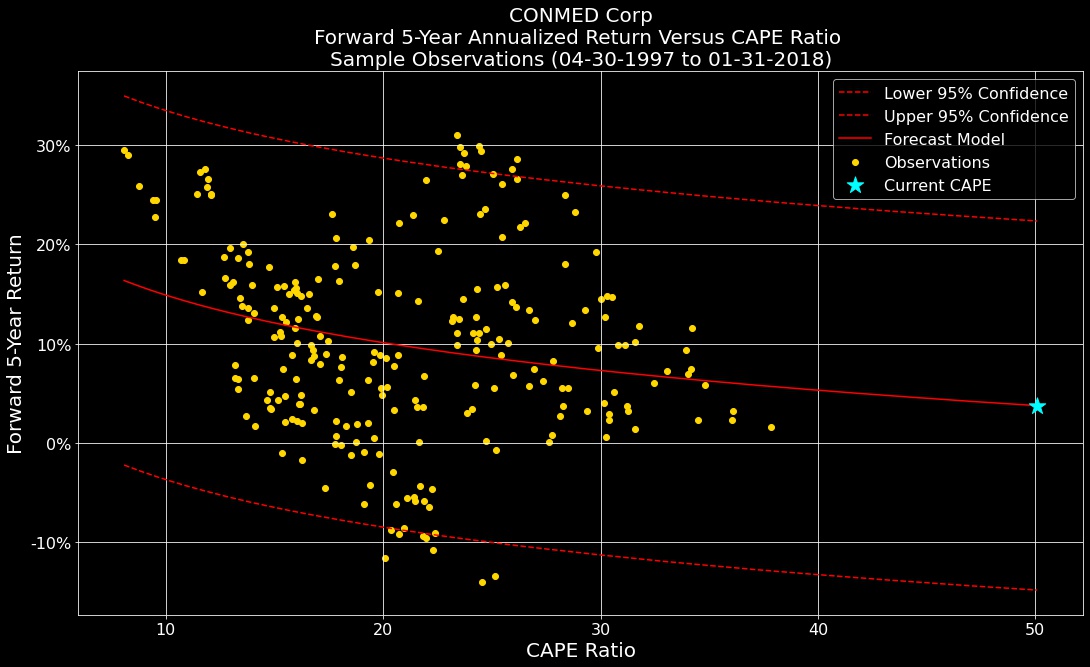 CONMED Corp
Forward 5-Year Annualized Return Versus CAPE Ratio
Sample Observations (04-30-1997 to 01-31-2018)
Lower 95% Confidence
Upper 95% Confidence
Forecast Model
Observations
Current CAPE
Forward 5-Year Return
30%
20%
10%
0%
-10%
10
20
30
40
50
CAPE Ratio